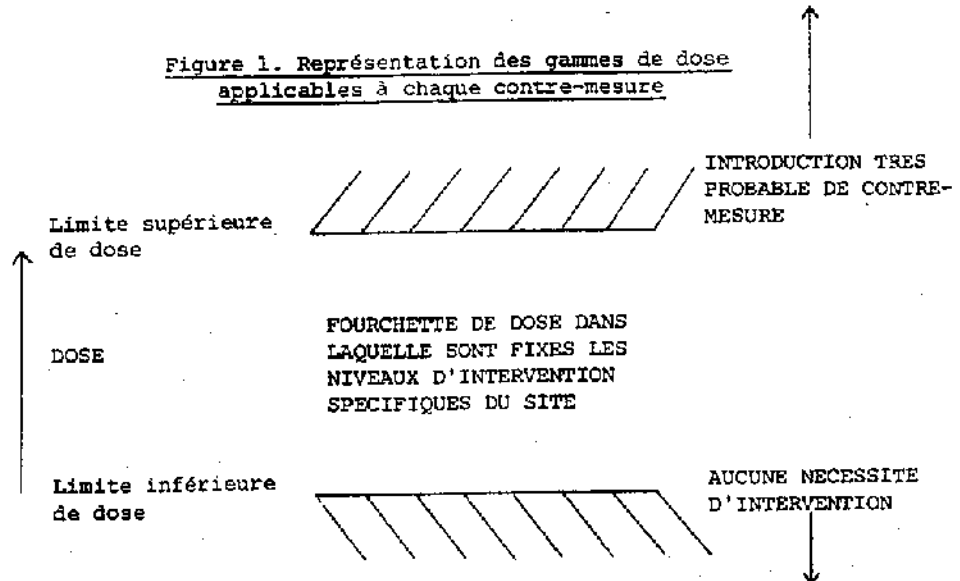 Figure 1. Représentation des gammes de dose
applicables à chaque contre-mesure
INTRODUCTION TRES
PROBABLE DE CONTRE-
MESURE
Limite supérieure
de dose
DOSE
FOURCHETTE DE DOSE DANS
LAQUELLE SONT FIXES LES
NIVEAUX D'INTERVENTION
SPECIFIQUES DU SITE
Limite inférieure
de dose
AUCUNE NECESSITE
D'INTERVENTION